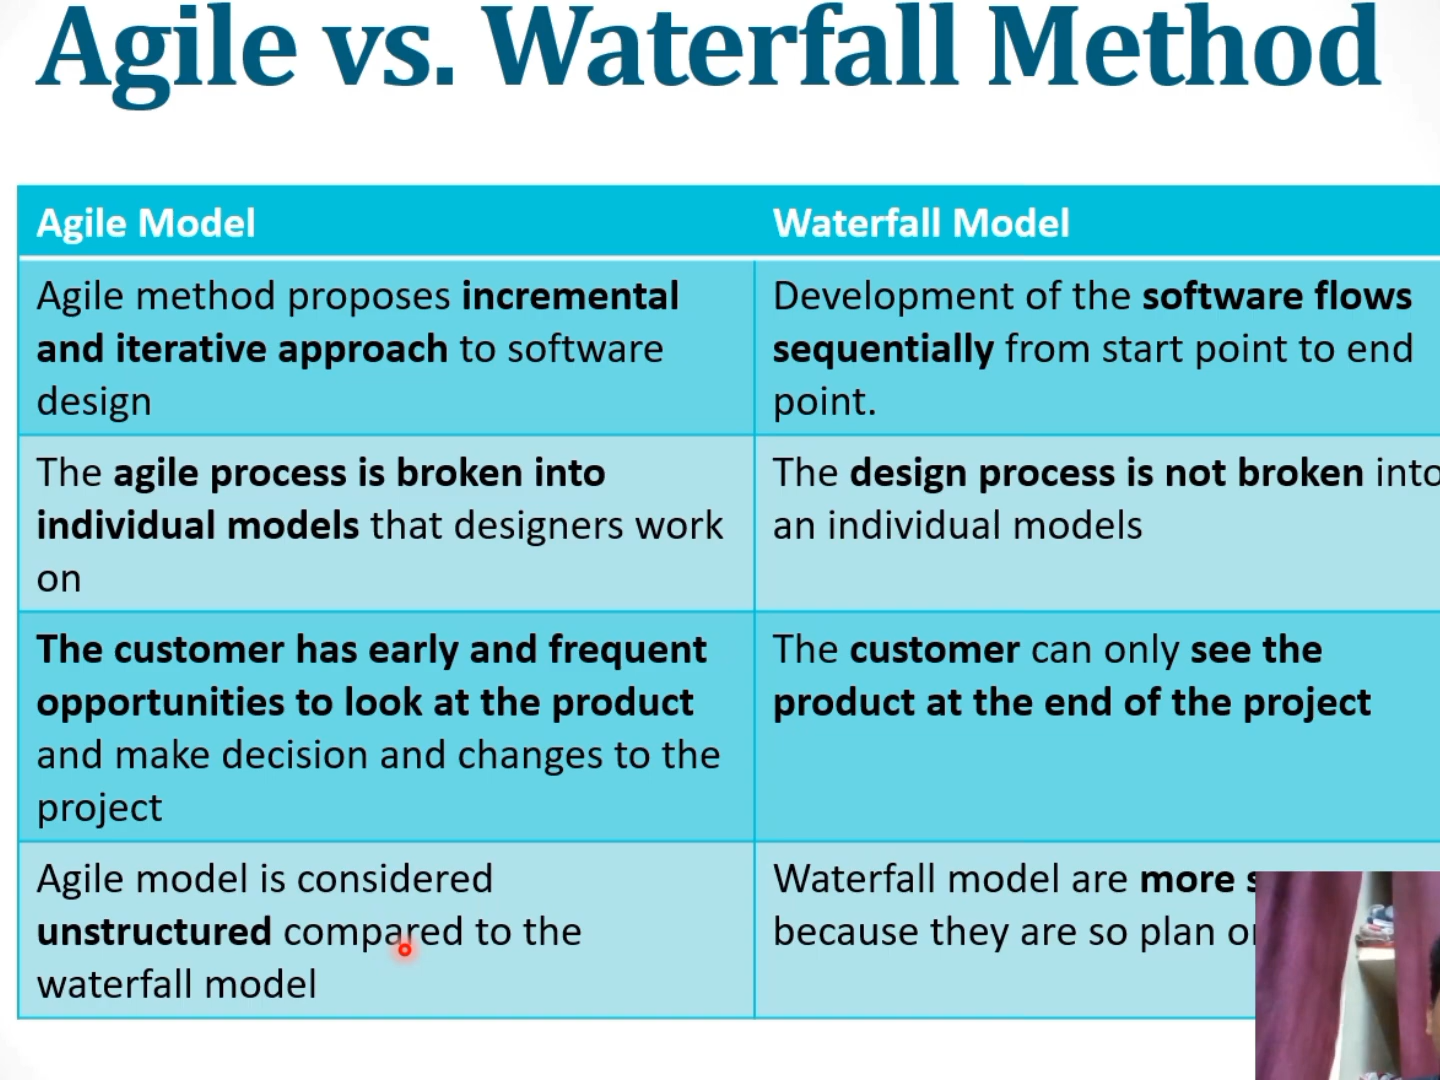 Agile vs. Waterfall Method
Agile Model
Waterfall Model
Agile method proposes incremental
and iterative approach to software
design
Development of the software flows
sequentially from start point to end
point.
The agile process is broken into
individual models that designers work
on
The design process is not broken into
an individual models
The customer has early and frequent
opportunities to look at the product
and make decision and changes to the
project
The customer can only see the
product at the end of the project
Agile model is considered
unstructured compared to the
waterfall model
Waterfall model are more
because they are so plan